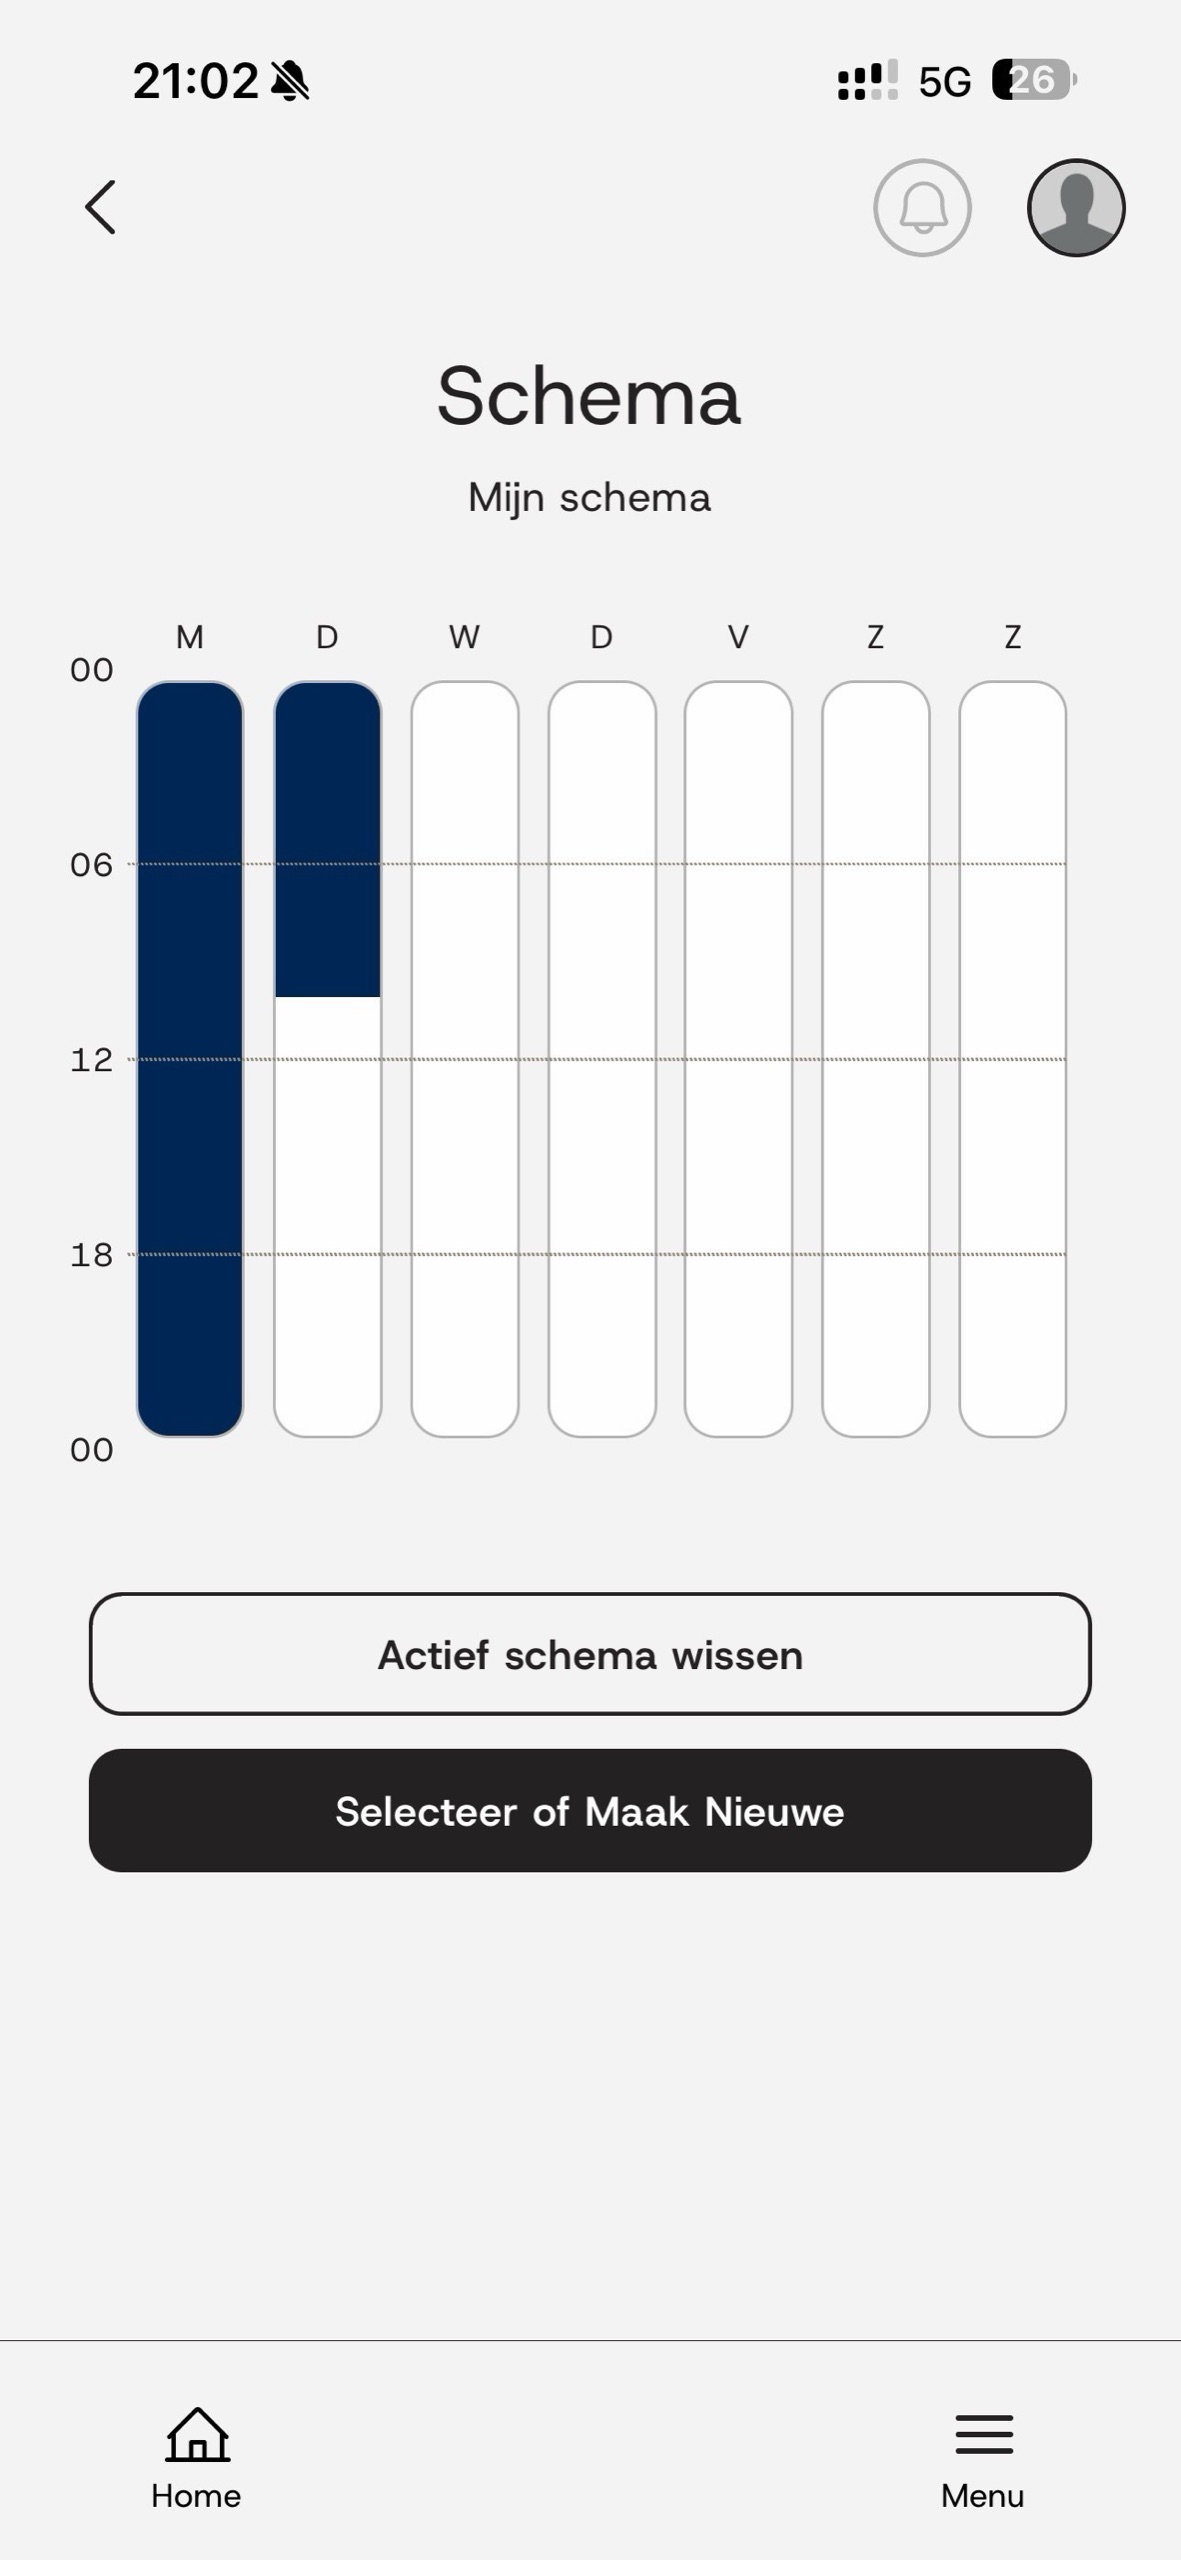 21:02 5G 26
Schema
Mijn schema
M D W D V Z Z
00
06
12
18
00
Actief schema wissen
Selecteer of Maak Nieuwe
Home Menu